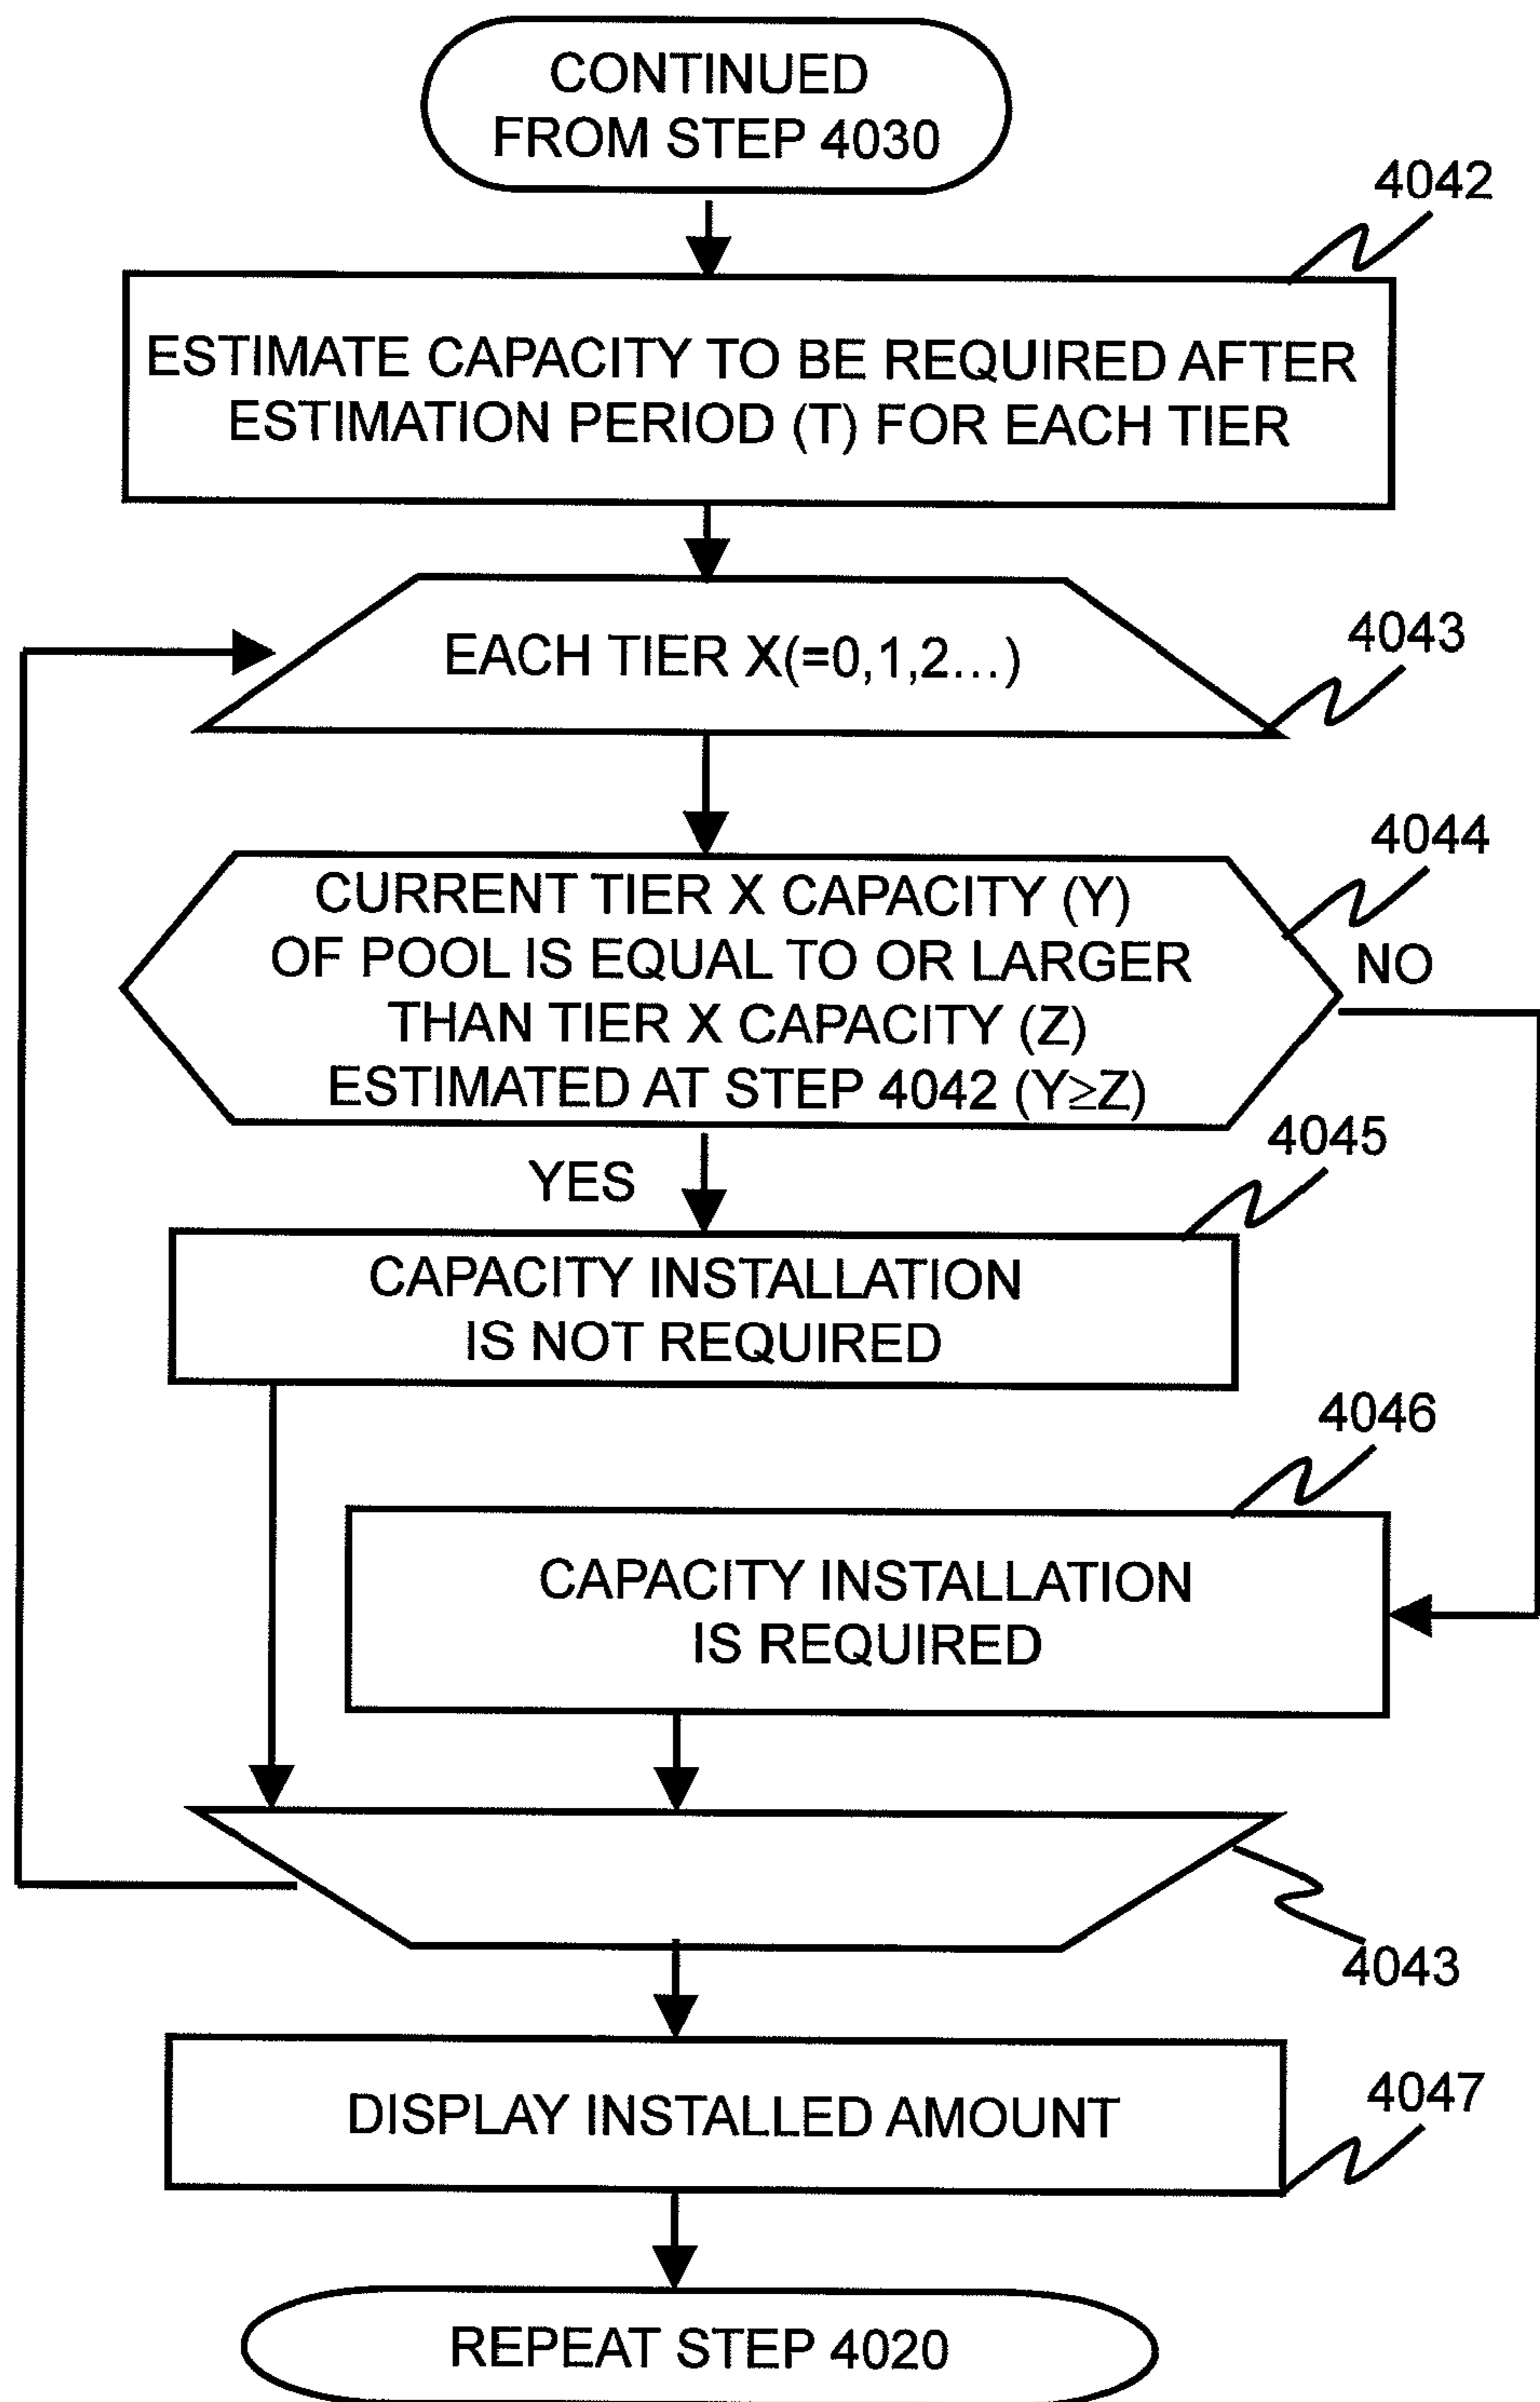 CONTINUED
FROM STEP 4030
4042
ESTIMATE CAPACITY TO BE REQUIRED AFTER
ESTIMATION PERIOD (T) FOR EACH TIER
EACH TIER X(=0,1,2...)
4043
4044
CURRENT TIER X CAPACITY (Y)
OF POOL IS EQUAL TO OR LARGER
THAN TIER X CAPACITY (Z)
ESTIMATED AT STEP 4042 (Y≥Z)
NO
YES
4045
CAPACITY INSTALLATION
IS NOT REQUIRED
4046
CAPACITY INSTALLATION
IS REQUIRED
4043
DISPLAY INSTALLED AMOUNT
4047
REPEAT STEP 4020